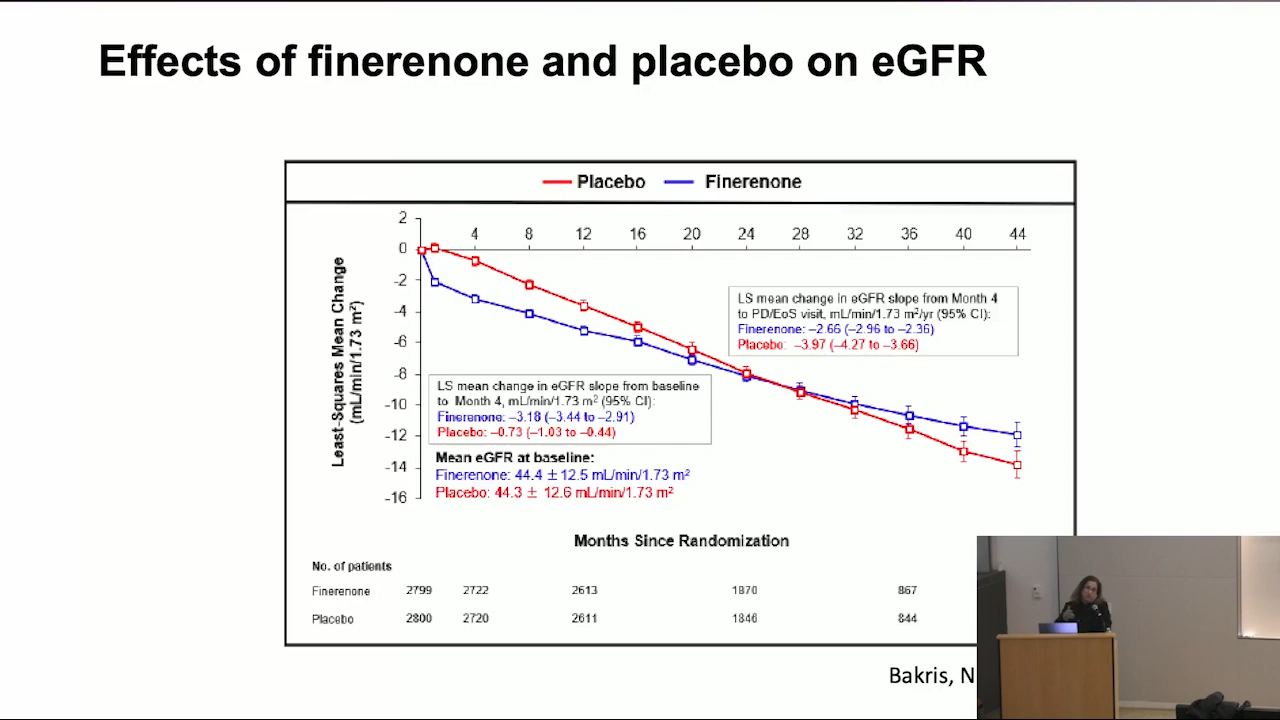 Effects of finerenone and placebo on eGFR
Placebo Finerenone
2
4 8 12 16 20 24 28 32 36 40 44
0
-2
-4
-6
-8
-10
-12
-14
-16
Least-Squares Mean Change
(mL/min/1.73 m²)
LS mean change in eGFR slope from Month 4
to PD/EoS visit, mL/min/1.73 m²/yr (95% CI):
Finerenone: –2.66 (–2.96 to –2.36)
Placebo: –3.97 (–4.27 to –3.66)
LS mean change in eGFR slope from baseline
to Month 4, mL/min/1.73 m² (95% CI):
Finerenone: –3.18 (–3.44 to –2.91)
Placebo: –0.73 (–1.03 to –0.44)
Mean eGFR at baseline:
Finerenone: 44.4 ± 12.5 mL/min/1.73 m²
Placebo: 44.3 ± 12.6 mL/min/1.73 m²
Months Since Randomization
No. of patients
Finerenone 2799 2722 2613 1870 867
Placebo 2800 2720 2611 1846 844
Bakris, N